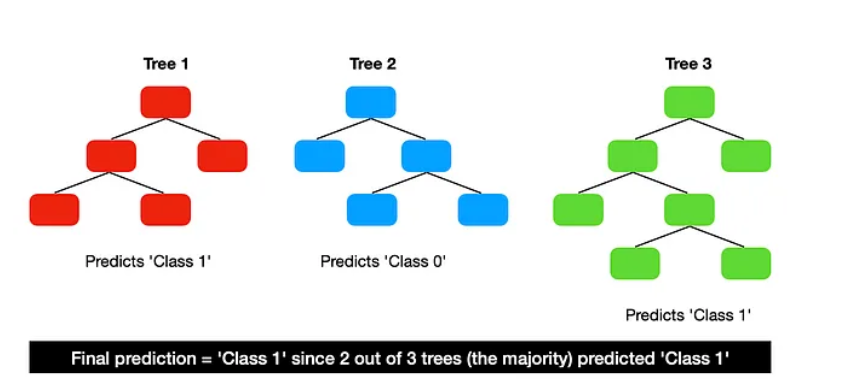 Tree 1
Tree 2
Tree 3
Predicts 'Class 1'
Predicts 'Class 0'
Predicts 'Class 1'
Final prediction = 'Class 1' since 2 out of 3 trees (the majority) predicted 'Class 1'